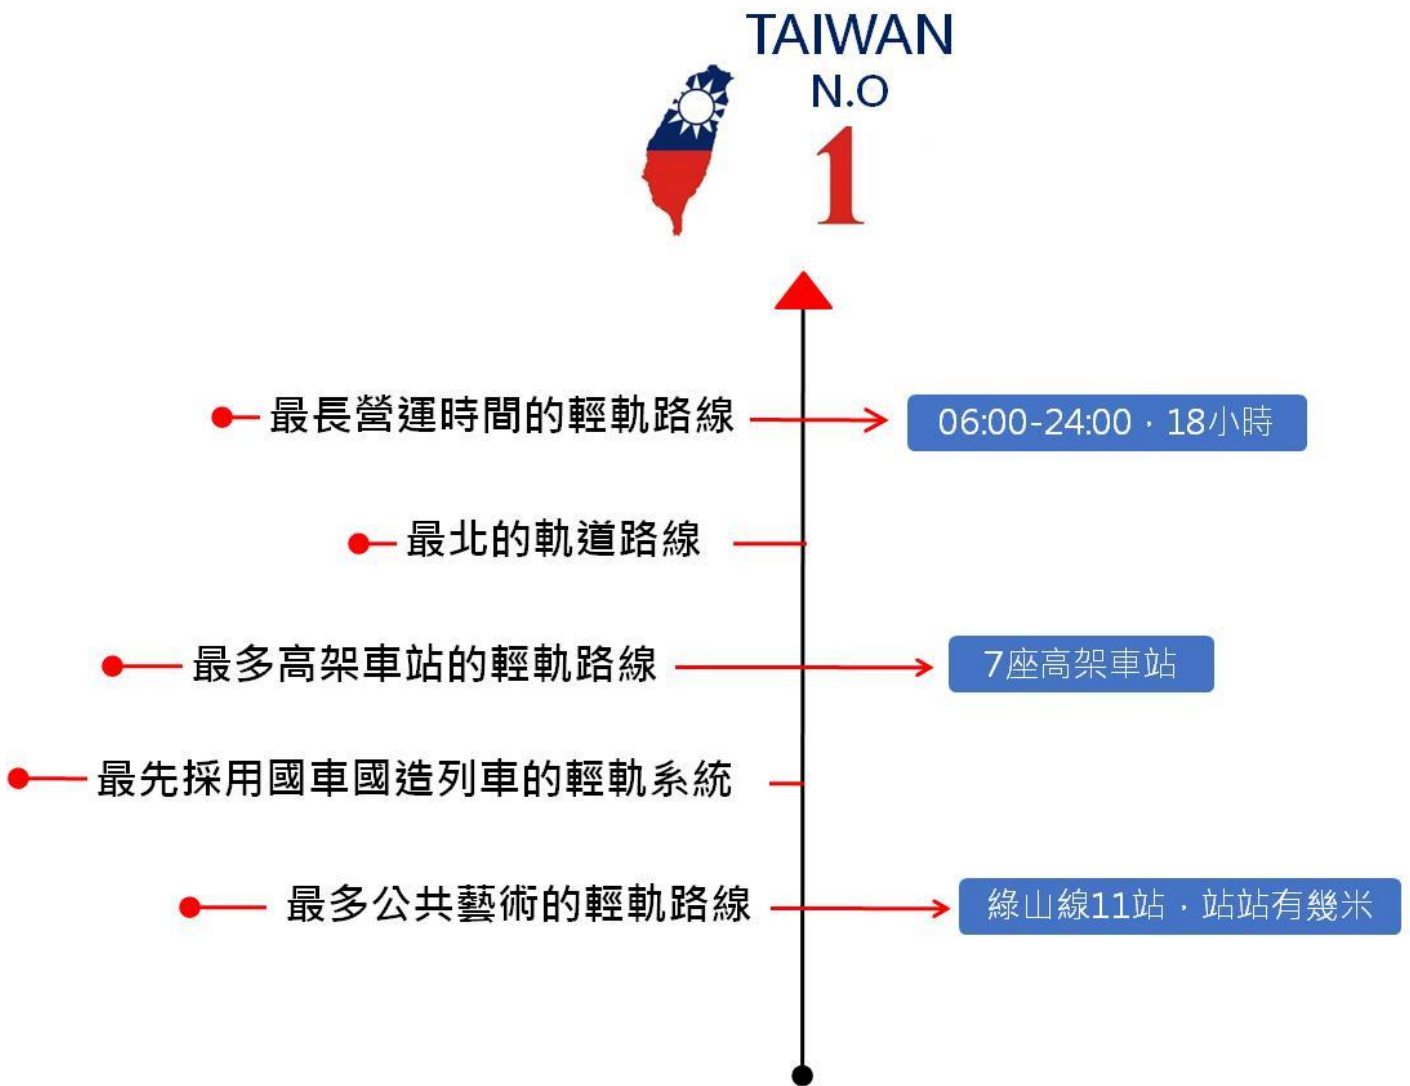 TAIWAN
N.O
1
最長營運時間的輕軌路線
06:00-24:00，18小時
最北的軌道路線
最多高架車站的輕軌路線
7座高架車站
最先採用國車國造列車的輕軌系統
最多公共藝術的輕軌路線
綠山線11站，站站有幾米